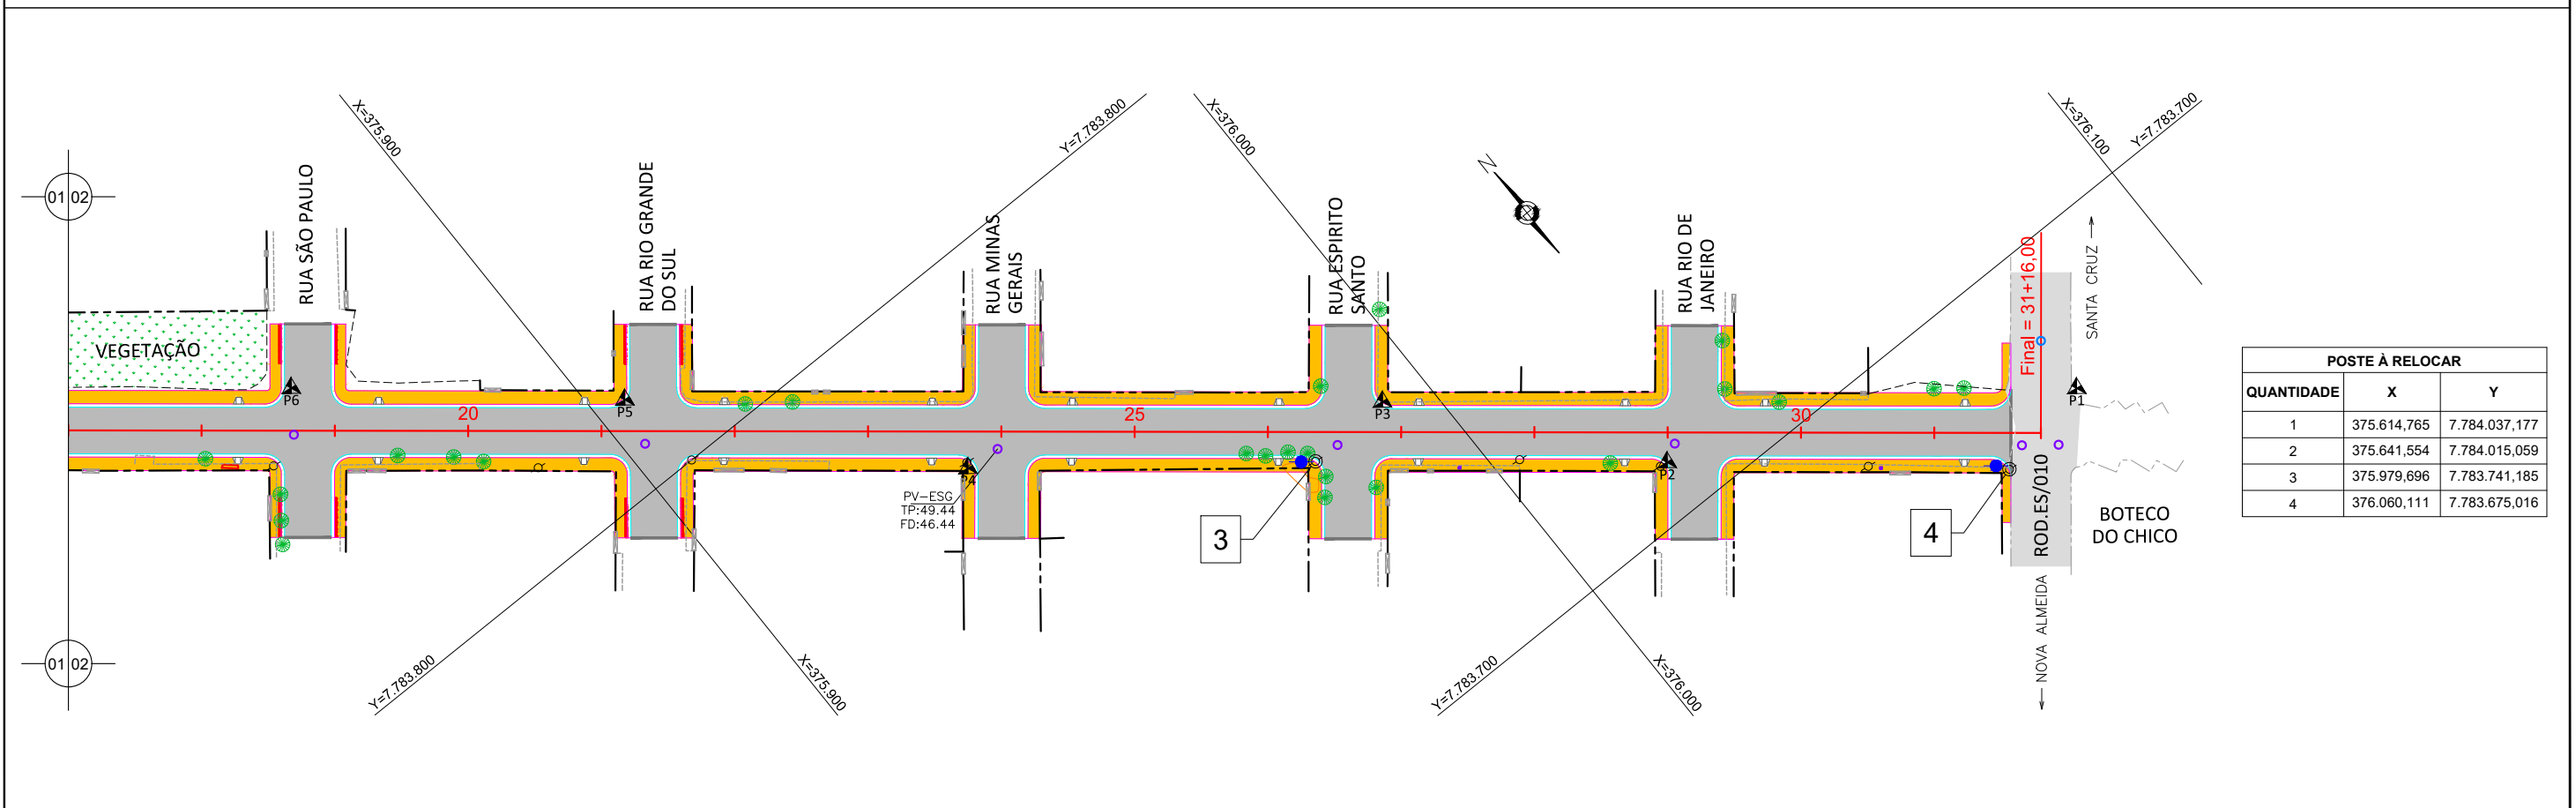 X=375.900
Y=7.783.800
X=376.000
X=376.100
Y=7.783.700
N
01 02
RUA SÃO PAULO
RUA RIO GRANDE
DO SUL
RUA MINAS
GERAIS
RUA ESPIRITO
SANTO
RUA RIO DE
JANEIRO
Final = 31+16,00
SANTA CRUZ
VEGETAÇÃO
P6
P5
P3
P1
20
25
30
P4
P2
PV-ESG
TP:49.44
FD:46.44
3
4
ROD.ES/010
BOTECO
DO CHICO
NOVA ALMEIDA
01 02
Y=7.783.800
X=375.900
Y=7.783.700
X=376.000
POSTE À RELOCAR
QUANTIDADE X Y
1 375.614,765 7.784.037,177
2 375.641,554 7.784.015,059
3 375.979,696 7.783.741,185
4 376.060,111 7.783.675,016